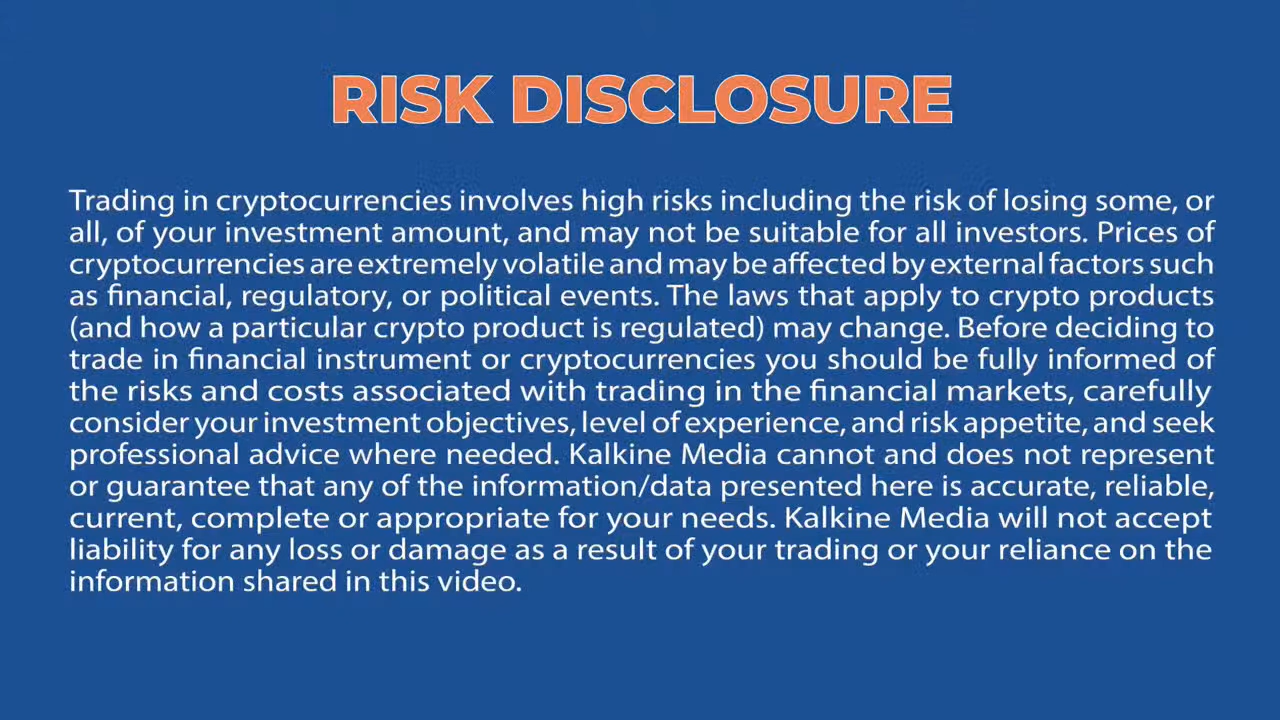 RISK DISCLOSURE
Trading in cryptocurrencies involves high risks including the risk of losing some, or
all, of your investment amount, and may not be suitable for all investors. Prices of
cryptocurrencies are extremely volatile and may be affected by external factors such
as financial, regulatory, or political events. The laws that apply to crypto products
(and how a particular crypto product is regulated) may change. Before deciding to
trade in financial instrument or cryptocurrencies you should be fully informed of
the risks and costs associated with trading in the financial markets, carefully
consider your investment objectives, level of experience, and risk appetite, and seek
professional advice where needed. Kalkine Media cannot and does not represent
or guarantee that any of the information/data presented here is accurate, reliable,
current, complete or appropriate for your needs. Kalkine Media will not accept
liability for any loss or damage as a result of your trading or your reliance on the
information shared in this video.